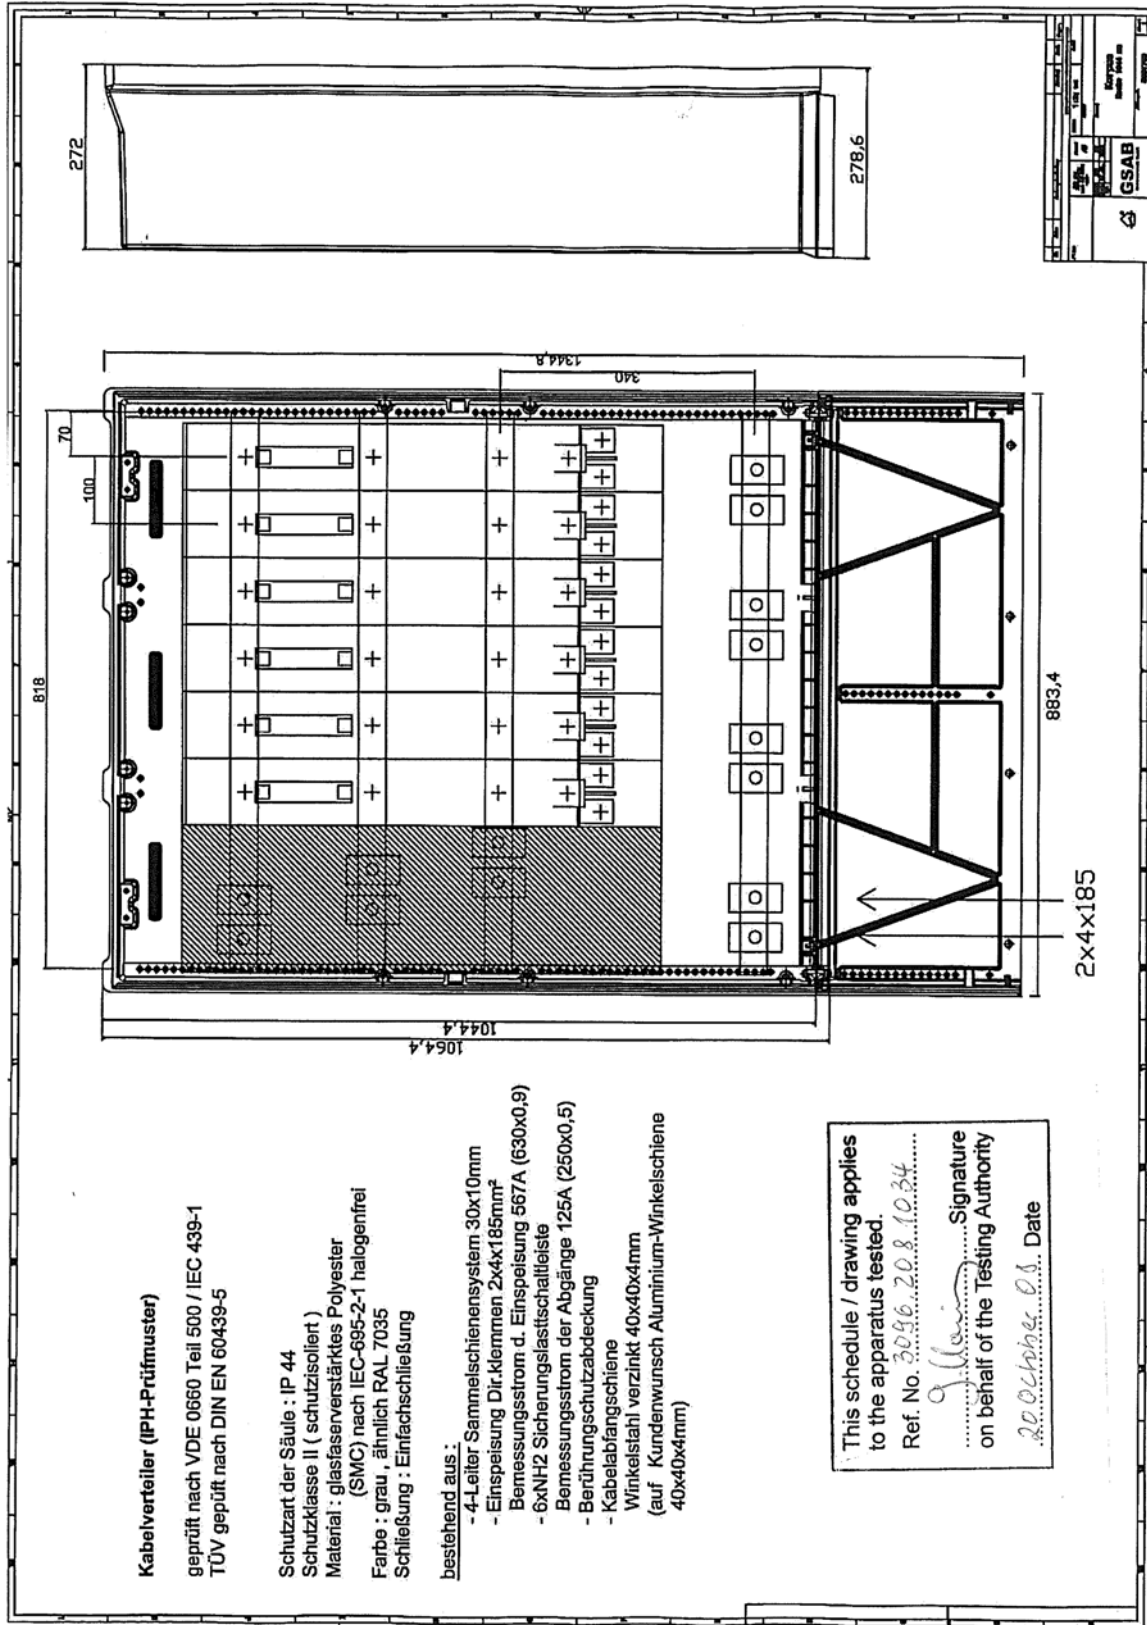 Kabelverteiler (IPH-Prüfmuster)
geprüft nach VDE 0660 Teil 500 / IEC 439-1
TÜV gepüft nach DIN EN 60439-5
Schutzart der Säule : IP 44
Schutzklasse II ( schutzisoliert )
Material : glasfaserverstärktes Polyester
(SMC) nach IEC-695-2-1 halogenfrei
Farbe : grau , ähnlich RAL 7035
Schließung : Einfachschließung
bestehend aus :
- 4-Leiter Sammelschienensystem 30x10mm
- Einspeisung Dir.klemmen 2x4x185mm²
Bemessungsstrom d. Einspeisung 567A (630x0,9)
- 6xNH2 Sicherungslasttschaltleiste
Bemessungsstrom der Abgänge 125A (250x0,5)
- Berührungschutzabdeckung
- Kabelabfangschiene
Winkelstahl verzinkt 40x40x4mm
(auf Kundenwunsch Aluminium-Winkelschiene
40x40x4mm)
This schedule / drawing applies
to the apparatus tested.
Ref. No. 3096.208.1034
Signature
on behalf of the Testing Authority
20 October 08 Date
818
100
70
1064,4
1044,4
340
1344,8
883,4
2x4x185
272
278,6
GSAB
Korpus